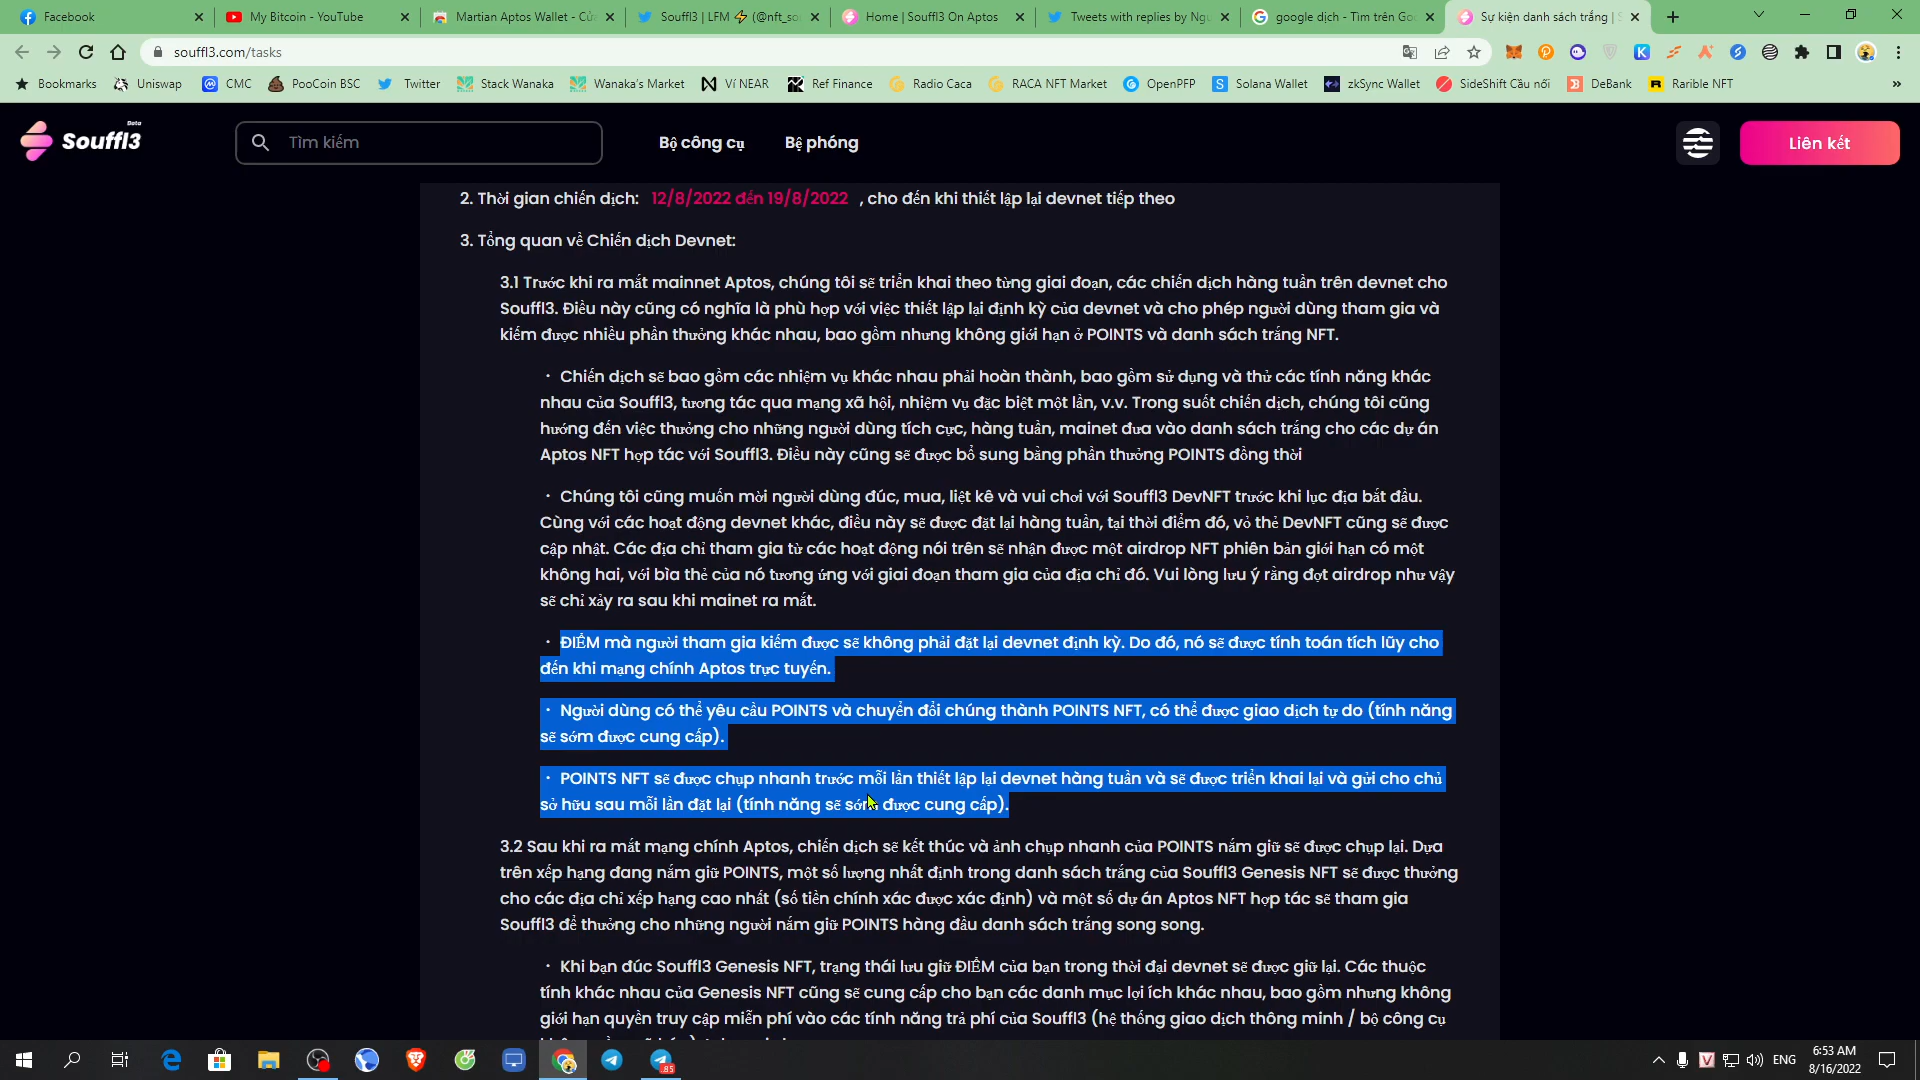 Facebook
My Bitcoin - YouTube
Martian Aptos Wallet - Cử
Souffl3 | LFM ⚡ (@nft_so
Home | Souffl3 On Aptos
Tweets with replies by Ng
google dịch - Tìm trên Go
Sự kiện danh sách trắng | S
souffl3.com/tasks
Bookmarks
Uniswap
CMC
PooCoin BSC
Twitter
Stack Wanaka
Wanaka's Market
Ví NEAR
Ref Finance
Radio Caca
RACA NFT Market
OpenPFP
Solana Wallet
zkSync Wallet
SideShift Cầu nối
DeBank
Rarible NFT
Souffl3
Beta
Tìm kiếm
Bộ công cụ
Bệ phóng
Liên kết
2. Thời gian chiến dịch: 12/8/2022 đến 19/8/2022 , cho đến khi thiết lập lại devnet tiếp theo
3. Tổng quan về Chiến dịch Devnet:
3.1 Trước khi ra mắt mainnet Aptos, chúng tôi sẽ triển khai theo từng giai đoạn, các chiến dịch hàng tuần trên devnet cho
Souffl3. Điều này cũng có nghĩa là phù hợp với việc thiết lập lại định kỳ của devnet và cho phép người dùng tham gia và
kiếm được nhiều phần thưởng khác nhau, bao gồm nhưng không giới hạn ở POINTS và danh sách trắng NFT.
· Chiến dịch sẽ bao gồm các nhiệm vụ khác nhau phải hoàn thành, bao gồm sử dụng và thử các tính năng khác
nhau của Souffl3, tương tác qua mạng xã hội, nhiệm vụ đặc biệt một lần, v.v. Trong suốt chiến dịch, chúng tôi cũng
hướng đến việc thưởng cho những người dùng tích cực, hàng tuần, mainet đưa vào danh sách trắng cho các dự án
Aptos NFT hợp tác với Souffl3. Điều này cũng sẽ được bổ sung bằng phần thưởng POINTS đồng thời
· Chúng tôi cũng muốn mời người dùng đúc, mua, liệt kê và vui chơi với Souffl3 DevNFT trước khi lục địa bắt đầu.
Cùng với các hoạt động devnet khác, điều này sẽ được đặt lại hàng tuần, tại thời điểm đó, vỏ thẻ DevNFT cũng sẽ được
cập nhật. Các địa chỉ tham gia từ các hoạt động nói trên sẽ nhận được một airdrop NFT phiên bản giới hạn có một
không hai, với bìa thẻ của nó tương ứng với giai đoạn tham gia của địa chỉ đó. Vui lòng lưu ý rằng đợt airdrop như vậy
sẽ chỉ xảy ra sau khi mainet ra mắt.
· ĐIỂM mà người tham gia kiếm được sẽ không phải đặt lại devnet định kỳ. Do đó, nó sẽ được tính toán tích lũy cho
đến khi mạng chính Aptos trực tuyến.
· Người dùng có thể yêu cầu POINTS và chuyển đổi chúng thành POINTS NFT, có thể được giao dịch tự do (tính năng
sẽ sớm được cung cấp).
· POINTS NFT sẽ được chụp nhanh trước mỗi lần thiết lập lại devnet hàng tuần và sẽ được triển khai lại và gửi cho chủ
sở hữu sau mỗi lần đặt lại (tính năng sẽ sớm được cung cấp).
3.2 Sau khi ra mắt mạng chính Aptos, chiến dịch sẽ kết thúc và ảnh chụp nhanh của POINTS nắm giữ sẽ được chụp lại. Dựa
trên xếp hạng đang nắm giữ POINTS, một số lượng nhất định trong danh sách trắng của Souffl3 Genesis NFT sẽ được thưởng
cho các địa chỉ xếp hạng cao nhất (số tiền chính xác được xác định) và một số dự án Aptos NFT hợp tác sẽ tham gia
Souffl3 để thưởng cho những người nắm giữ POINTS hàng đầu danh sách trắng song song.
· Khi bạn đúc Souffl3 Genesis NFT, trạng thái lưu giữ ĐIỂM của bạn trong thời đại devnet sẽ được giữ lại. Các thuộc
tính khác nhau của Genesis NFT cũng sẽ cung cấp cho bạn các danh mục lợi ích khác nhau, bao gồm nhưng không
giới hạn quyền truy cập miễn phí vào các tính năng trả phí của Souffl3 (hệ thống giao dịch thông minh / bộ công cụ
.85
ENG
6:53 AM
8/16/2022